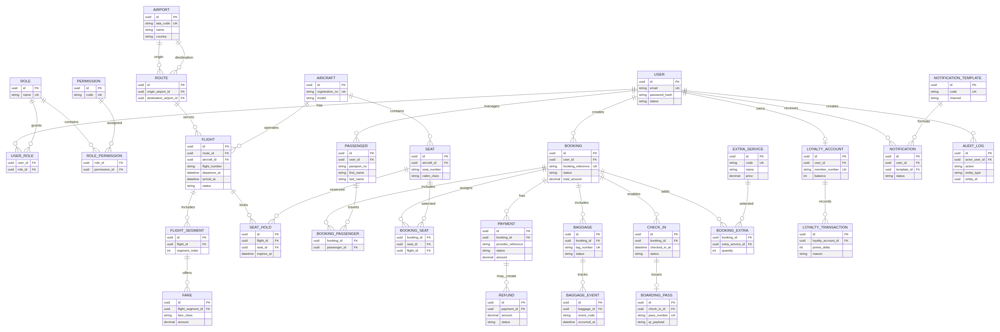 AIRPORT
uuid id PK
string iata_code UK
string name
string country
origin
destination
ROLE
uuid id PK
string name UK
PERMISSION
uuid id PK
string code UK
ROUTE
uuid id PK
uuid origin_airport_id FK
uuid destination_airport_id FK
AIRCRAFT
uuid id PK
string registration_no UK
string model
USER
uuid id PK
string email UK
string password_hash
string status
NOTIFICATION_TEMPLATE
uuid id PK
string code UK
string channel
grants
contains
assigned
serves
has
operates
contains
manages
creates
owns
receives
creates
formats
USER_ROLE
uuid user_id FK
uuid role_id FK
ROLE_PERMISSION
uuid role_id FK
uuid permission_id FK
FLIGHT
uuid id PK
uuid route_id FK
uuid aircraft_id FK
string flight_number
datetime departure_at
datetime arrival_at
string status
PASSENGER
uuid id PK
uuid user_id FK
string passport_no
string first_name
string last_name
SEAT
uuid id PK
uuid aircraft_id FK
string seat_number
string cabin_class
BOOKING
uuid id PK
uuid user_id FK
string booking_reference UK
string status
decimal total_amount
EXTRA_SERVICE
uuid id PK
string code UK
string name
decimal price
LOYALTY_ACCOUNT
uuid id PK
uuid user_id FK
string member_number UK
int balance
NOTIFICATION
uuid id PK
uuid user_id FK
uuid template_id FK
string status
AUDIT_LOG
uuid id PK
uuid actor_user_id FK
string action
string entity_type
uuid entity_id
includes
locks
reserved
travels
includes
selected
assigns
has
includes
enables
adds
selected
records
FLIGHT_SEGMENT
uuid id PK
uuid flight_id FK
int segment_order
SEAT_HOLD
uuid id PK
uuid flight_id FK
uuid seat_id FK
datetime expires_at
BOOKING_PASSENGER
uuid booking_id FK
uuid passenger_id FK
BOOKING_SEAT
uuid booking_id FK
uuid seat_id FK
uuid flight_id FK
PAYMENT
uuid id PK
uuid booking_id FK
string provider_reference
string status
decimal amount
BAGGAGE
uuid id PK
uuid booking_id FK
string tag_number UK
string status
CHECK_IN
uuid id PK
uuid booking_id FK
datetime checked_in_at
string status
BOOKING_EXTRA
uuid booking_id FK
uuid extra_service_id FK
int quantity
LOYALTY_TRANSACTION
uuid id PK
uuid loyalty_account_id FK
int points_delta
string reason
offers
may_create
tracks
issues
FARE
uuid id PK
uuid flight_segment_id FK
string fare_class
decimal amount
REFUND
uuid id PK
uuid payment_id FK
decimal amount
string status
BAGGAGE_EVENT
uuid id PK
uuid baggage_id FK
string event_code
datetime occurred_at
BOARDING_PASS
uuid id PK
uuid check_in_id FK
string pass_number UK
string qr_payload